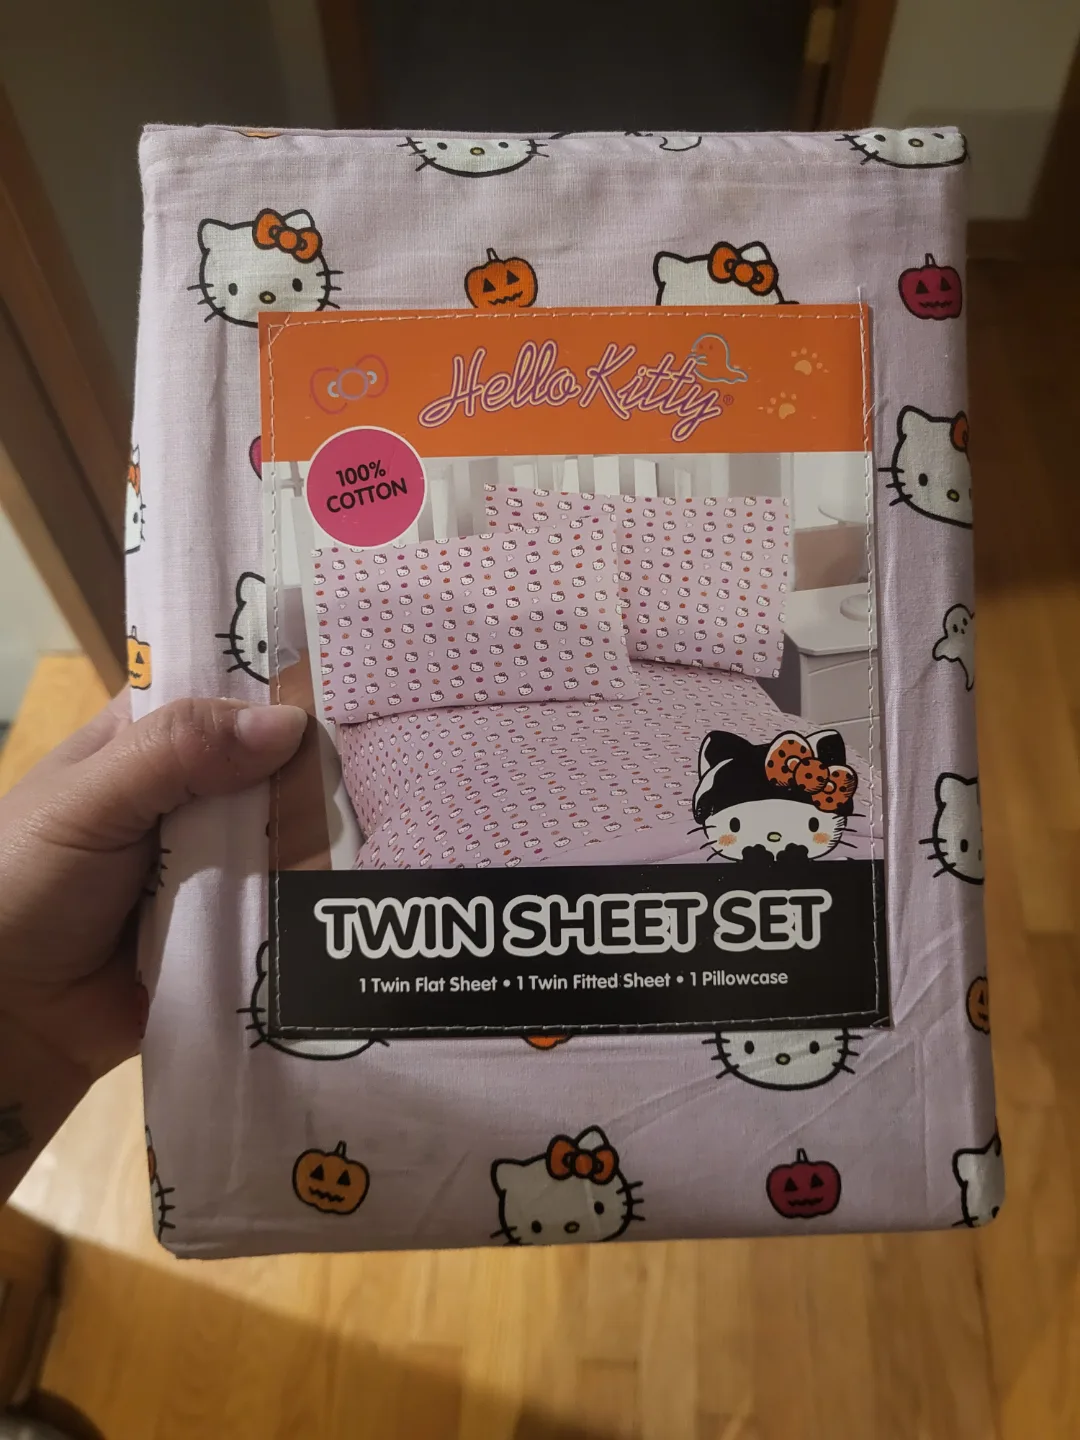 Hello Kitty®
100%
COTTON
TWIN SHEET SET
1 Twin Flat Sheet • 1 Twin Fitted Sheet • 1 Pillowcase